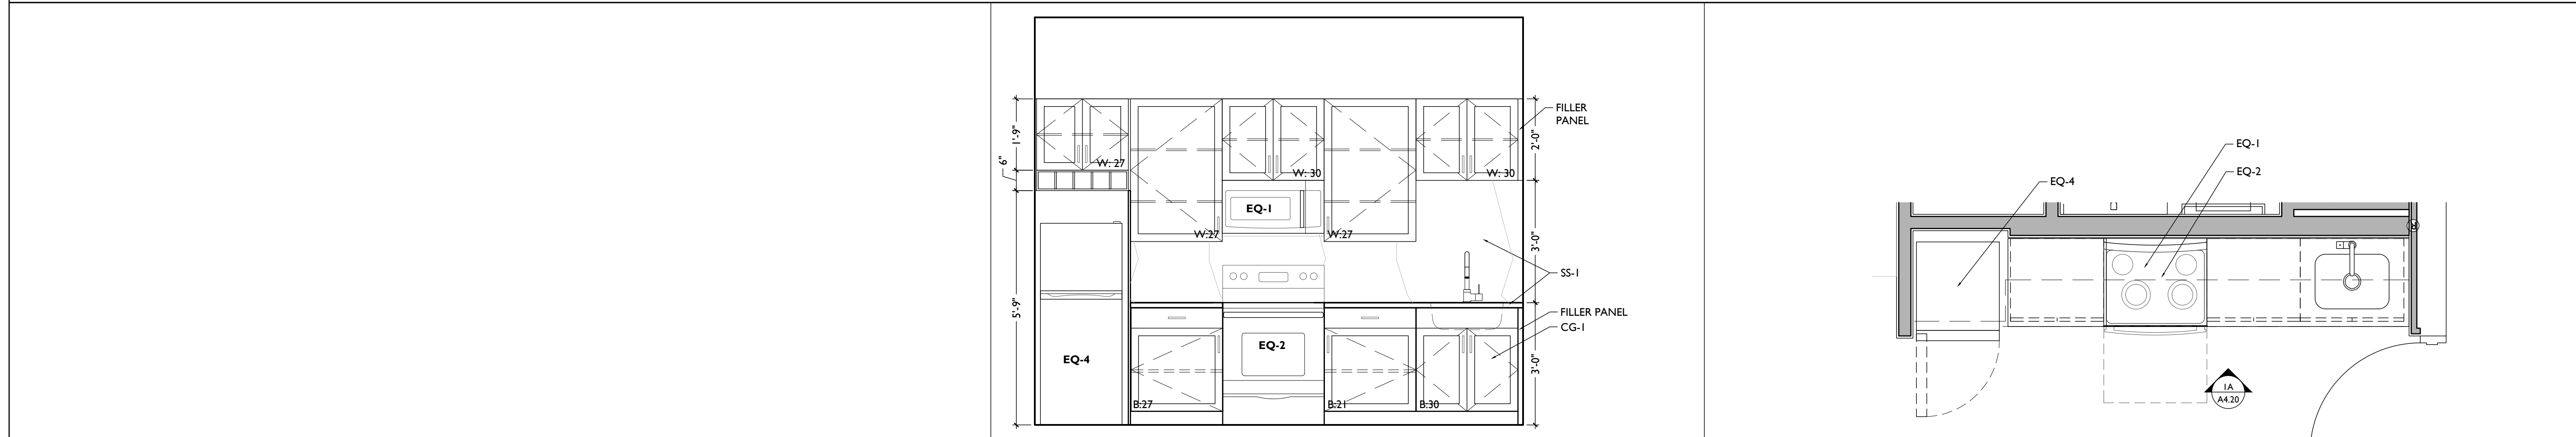 FILLER
PANEL
1'-9"
2'-0"
6"
W: 27
W: 30
W: 30
EQ-1
W:27
W:27
3'-0"
5'-9"
SS-1
FILLER PANEL
CG-1
EQ-2
EQ-4
3'-0"
B:27
B:21
B:30
EQ-1
EQ-2
EQ-4
1A
A4.20